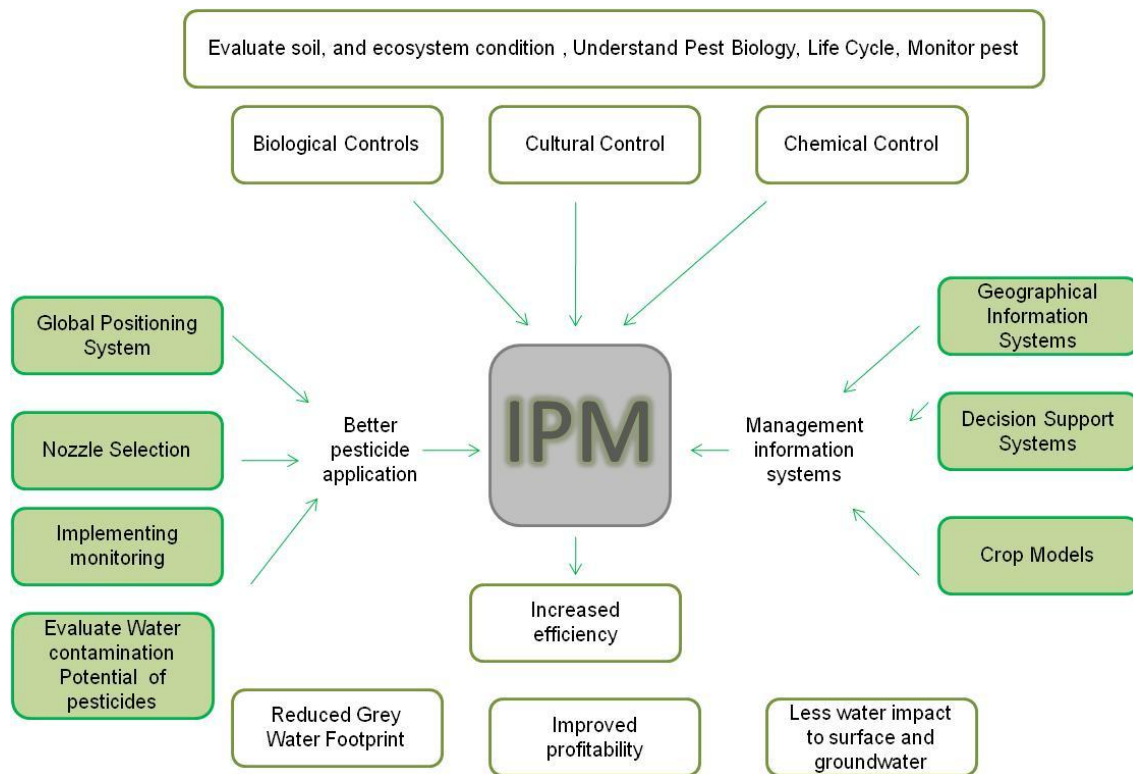 Evaluate soil, and ecosystem condition , Understand Pest Biology, Life Cycle, Monitor pest
Biological Controls
Cultural Control
Chemical Control
Global Positioning
System
Nozzle Selection
Implementing
monitoring
Evaluate Water
contamination
Potential of
pesticides
Better
pesticide
application
IPM
Management
information
systems
Geographical
Information
Systems
Decision Support
Systems
Crop Models
Increased
efficiency
Reduced Grey
Water Footprint
Improved
profitability
Less water impact
to surface and
groundwater